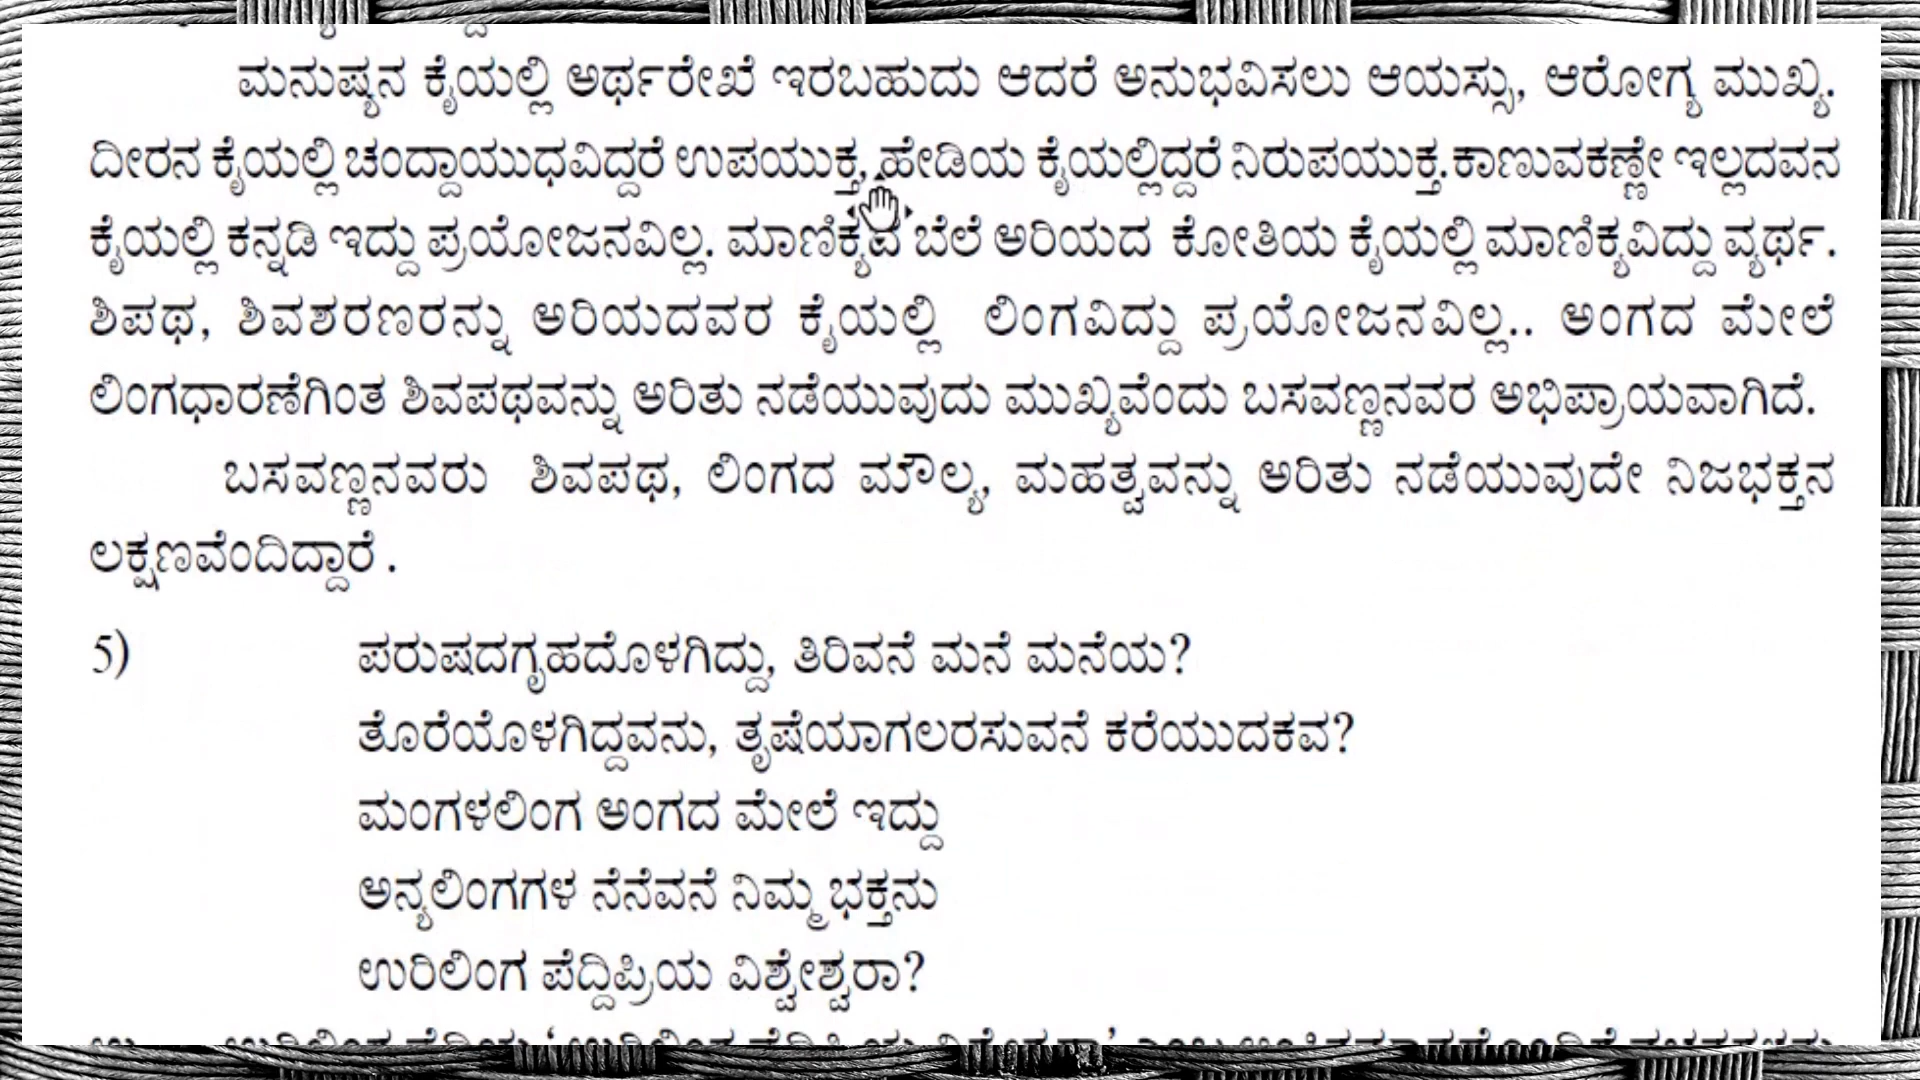 ಮನುಷ್ಯನ ಕೈಯಲ್ಲಿ ಅರ್ಥರೇಖೆ ಇರಬಹುದು ಆದರೆ ಅನುಭವಿಸಲು ಆಯಸ್ಸು, ಆರೋಗ್ಯ ಮುಖ್ಯ.
ದೀರನ ಕೈಯಲ್ಲಿ ಚಂದ್ದಾಯುಧವಿದ್ದರೆ ಉಪಯುಕ್ತ, ಹೇಡಿಯ ಕೈಯಲ್ಲಿದ್ದರೆ ನಿರುಪಯುಕ್ತ.ಕಾಣುವಕಣ್ಣೇ ಇಲ್ಲದವನ
ಕೈಯಲ್ಲಿ ಕನ್ನಡಿ ಇದ್ದು ಪ್ರಯೋಜನವಿಲ್ಲ. ಮಾಣಿಕ್ಯದ ಬೆಲೆ ಅರಿಯದ ಕೋತಿಯ ಕೈಯಲ್ಲಿ ಮಾಣಿಕ್ಯವಿದ್ದು ವ್ಯರ್ಥ.
ಶಿಪಥ, ಶಿವಶರಣರನ್ನು ಅರಿಯದವರ ಕೈಯಲ್ಲಿ ಲಿಂಗವಿದ್ದು ಪ್ರಯೋಜನವಿಲ್ಲ.. ಅಂಗದ ಮೇಲೆ
ಲಿಂಗಧಾರಣೆಗಿಂತ ಶಿವಪಥವನ್ನು ಅರಿತು ನಡೆಯುವುದು ಮುಖ್ಯವೆಂದು ಬಸವಣ್ಣನವರ ಅಭಿಪ್ರಾಯವಾಗಿದೆ.
ಬಸವಣ್ಣನವರು ಶಿವಪಥ, ಲಿಂಗದ ಮೌಲ್ಯ, ಮಹತ್ವವನ್ನು ಅರಿತು ನಡೆಯುವುದೇ ನಿಜಭಕ್ತನ
ಲಕ್ಷಣವೆಂದಿದ್ದಾರೆ .
5) ಪರುಷದಗೃಹದೊಳಗಿದ್ದು, ತಿರಿವನೆ ಮನೆ ಮನೆಯ?
ತೊರೆಯೊಳಗಿದ್ದವನು, ತೃಷೆಯಾಗಲರಸುವನೆ ಕರೆಯುದಕವ?
ಮಂಗಳಲಿಂಗ ಅಂಗದ ಮೇಲೆ ಇದ್ದು
ಅನ್ಯಲಿಂಗಗಳ ನೆನೆವನೆ ನಿಮ್ಮ ಭಕ್ತನು
ಉರಿಲಿಂಗ ಪೆದ್ದಿಪ್ರಿಯ ವಿಶ್ವೇಶ್ವರಾ?